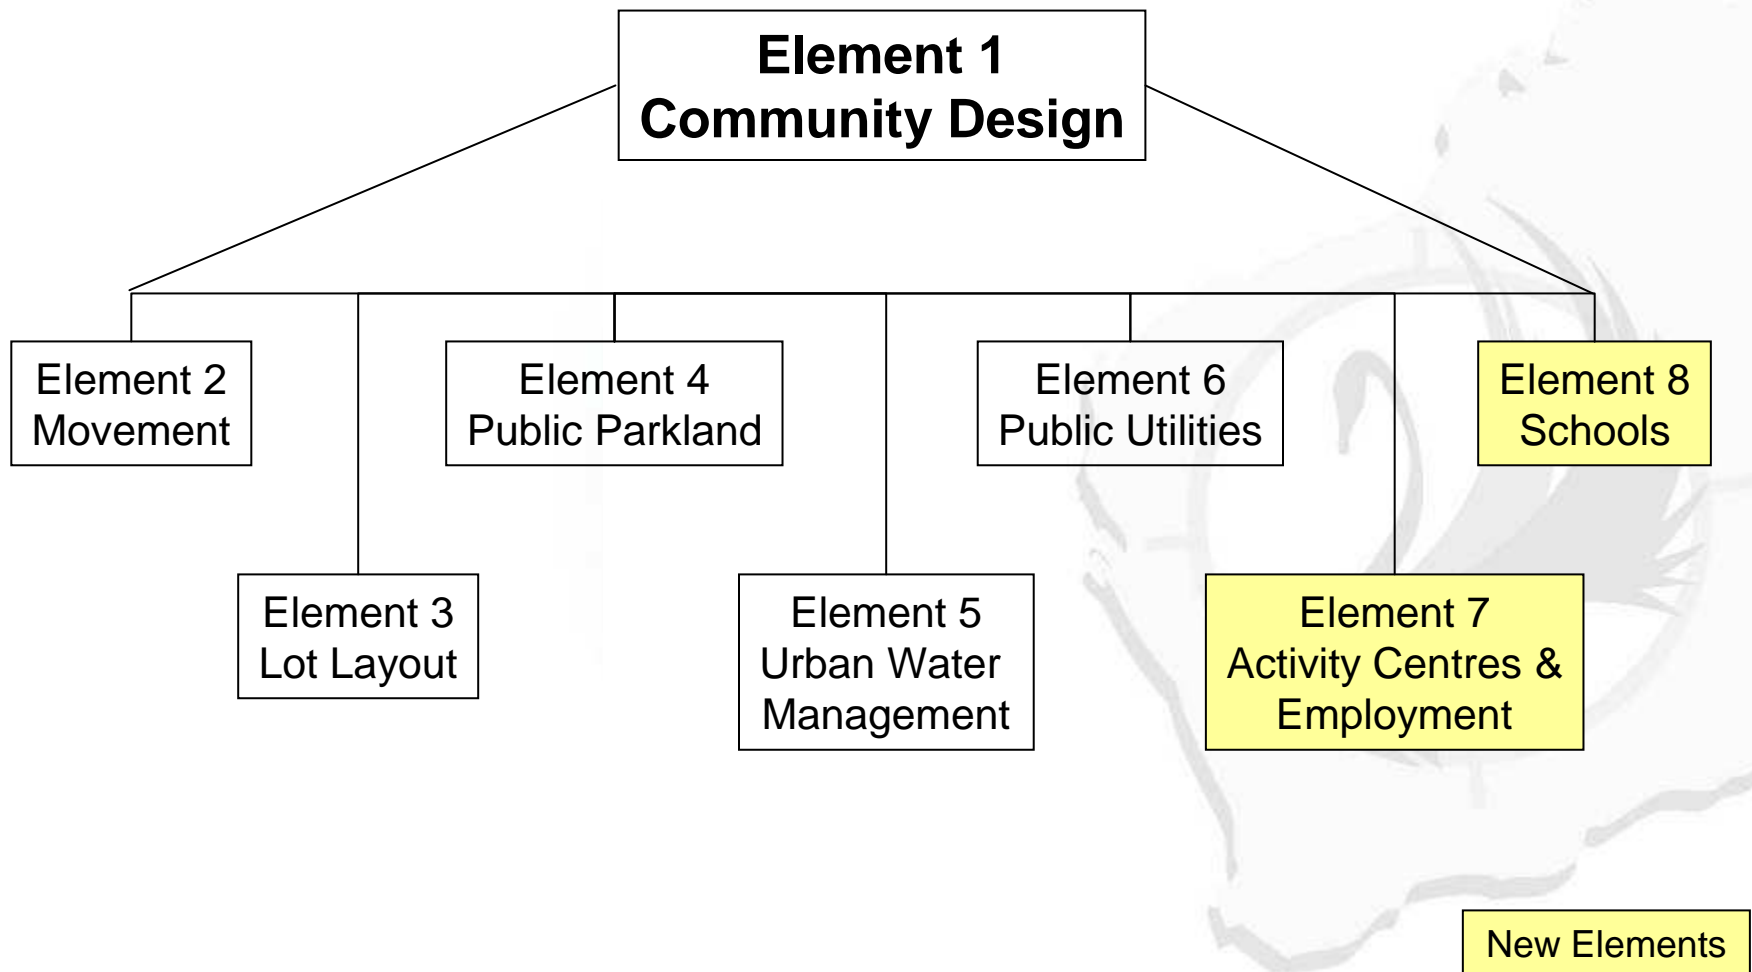 Element 1
Community Design
Element 2
Movement
Element 4
Public Parkland
Element 6
Public Utilities
Element 8
Schools
Element 3
Lot Layout
Element 5
Urban Water
Management
Element 7
Activity Centres &
Employment
New Elements